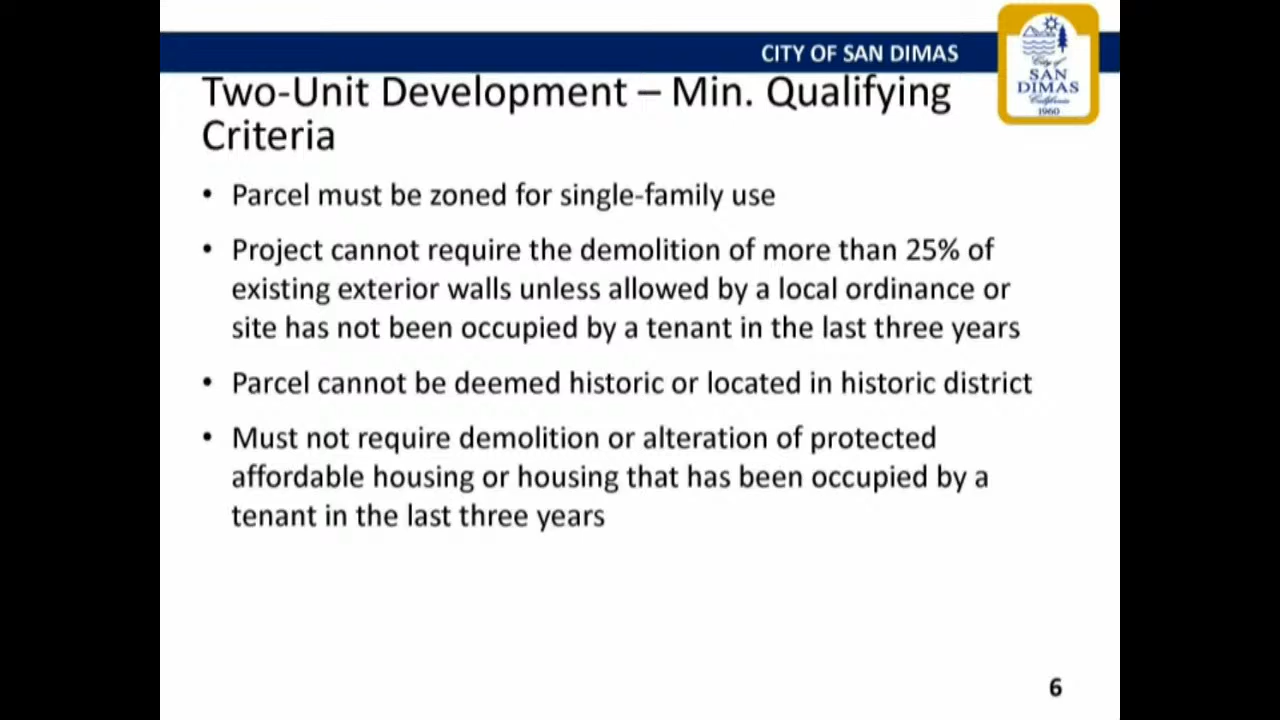 CITY OF SAN DIMAS
City of
SAN
DIMAS
California
1960
Two-Unit Development – Min. Qualifying
Criteria
• Parcel must be zoned for single-family use
• Project cannot require the demolition of more than 25% of
existing exterior walls unless allowed by a local ordinance or
site has not been occupied by a tenant in the last three years
• Parcel cannot be deemed historic or located in historic district
• Must not require demolition or alteration of protected
affordable housing or housing that has been occupied by a
tenant in the last three years
6